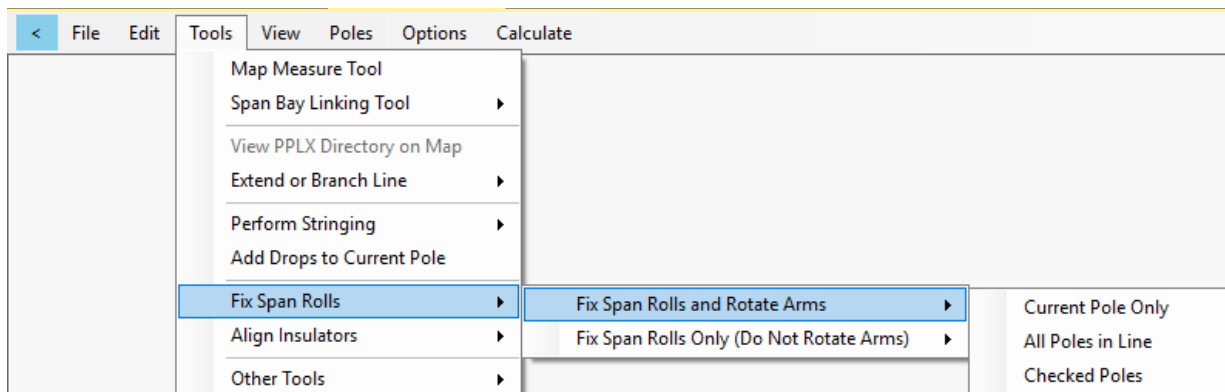 < File Edit Tools View Poles Options Calculate
Map Measure Tool
Span Bay Linking Tool
View PPLX Directory on Map
Extend or Branch Line
Perform Stringing
Add Drops to Current Pole
Fix Span Rolls
Align Insulators
Other Tools
Fix Span Rolls and Rotate Arms
Fix Span Rolls Only (Do Not Rotate Arms)
Current Pole Only
All Poles in Line
Checked Poles